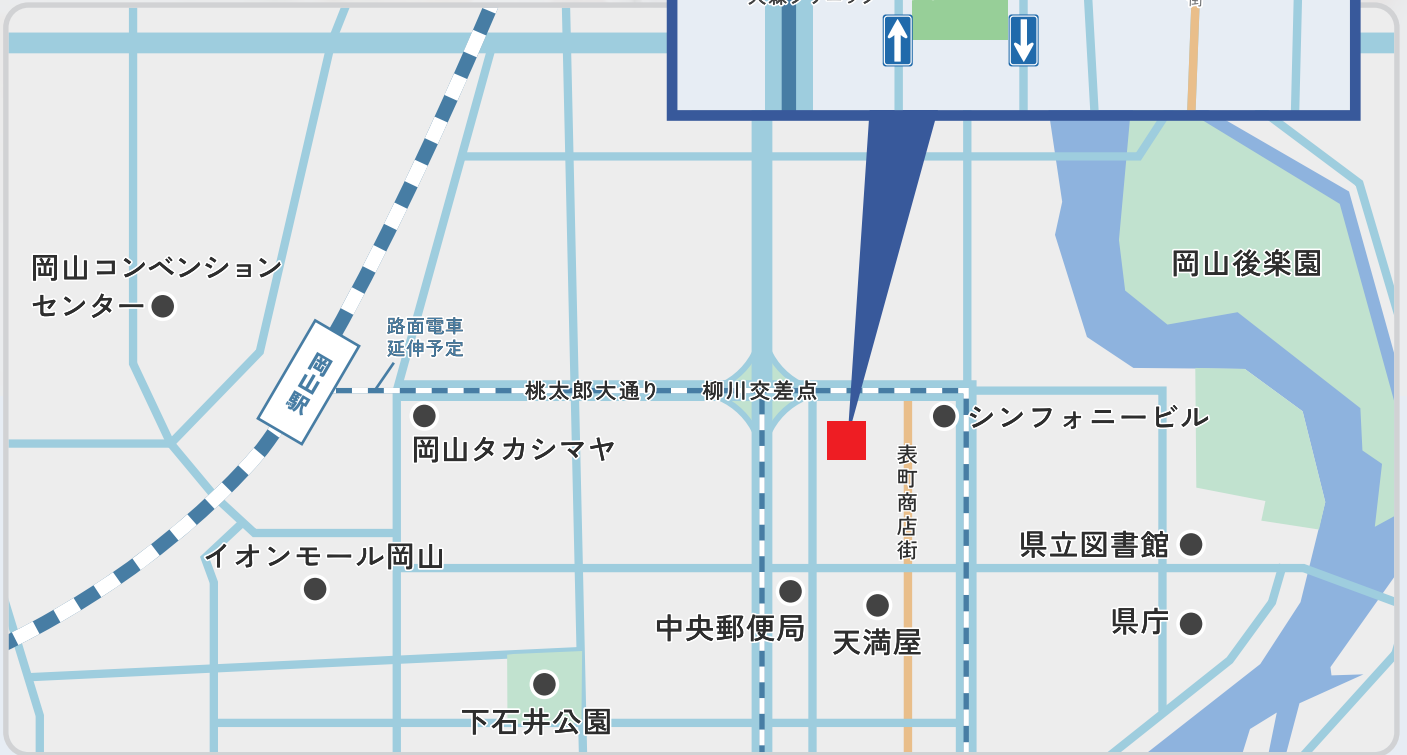 岡山コンベンション
センター
岡山駅
路面電車
延伸予定
桃太郎大通り
柳川交差点
岡山後楽園
シンフォニービル
岡山タカシマヤ
表町商店街
イオンモール岡山
県立図書館
中央郵便局
天満屋
県庁
下石井公園